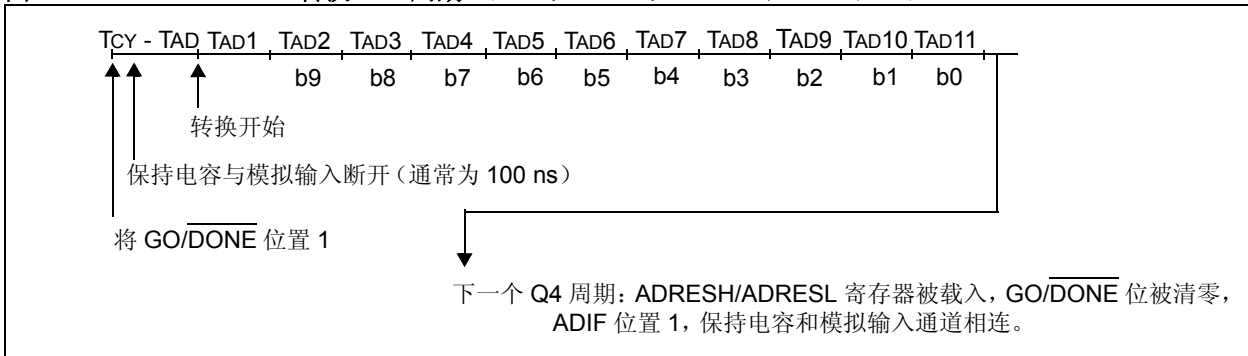 TCY - TAD TAD1 TAD2 TAD3 TAD4 TAD5 TAD6 TAD7 TAD8 TAD9 TAD10 TAD11
b9 b8 b7 b6 b5 b4 b3 b2 b1 b0
转换开始
保持电容与模拟输入断开（通常为 100 ns）
将 GO/DONE 位置 1
下一个 Q4 周期：ADRESH/ADRESL 寄存器被载入，GO/DONE 位被清零，
ADIF 位置 1，保持电容和模拟输入通道相连。